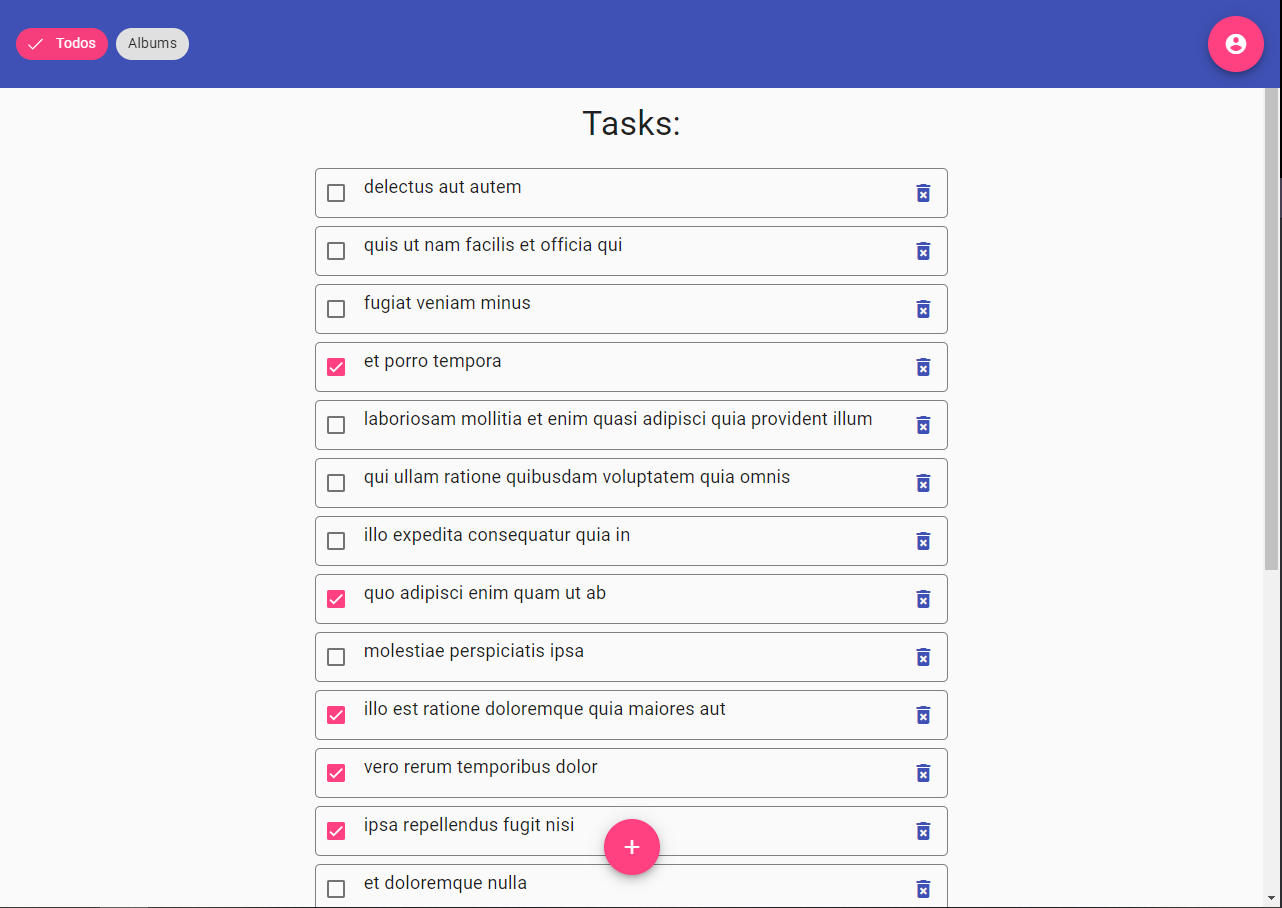 Todos
Albums
Tasks:
delectus aut autem
quis ut nam facilis et officia qui
fugiat veniam minus
et porro tempora
laboriosam mollitia et enim quasi adipisci quia provident illum
qui ullam ratione quibusdam voluptatem quia omnis
illo expedita consequatur quia in
quo adipisci enim quam ut ab
molestiae perspiciatis ipsa
illo est ratione doloremque quia maiores aut
vero rerum temporibus dolor
ipsa repellendus fugit nisi
et doloremque nulla